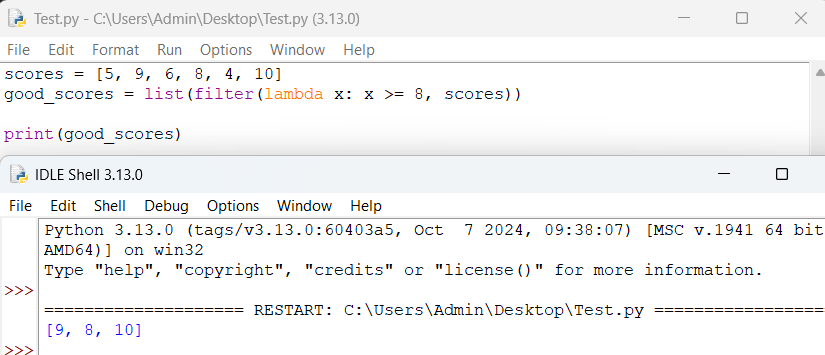 Test.py - C:\Users\Admin\Desktop\Test.py (3.13.0)
File Edit Format Run Options Window Help
scores = [5, 9, 6, 8, 4, 10]
good_scores = list(filter(lambda x: x >= 8, scores))
print(good_scores)
IDLE Shell 3.13.0
File Edit Shell Debug Options Window Help
Python 3.13.0 (tags/v3.13.0:60403a5, Oct  7 2024, 09:38:07) [MSC v.1941 64 bit
AMD64)] on win32
Type "help", "copyright", "credits" or "license()" for more information.
>>>
==================== RESTART: C:\Users\Admin\Desktop\Test.py =================
[9, 8, 10]
>>>